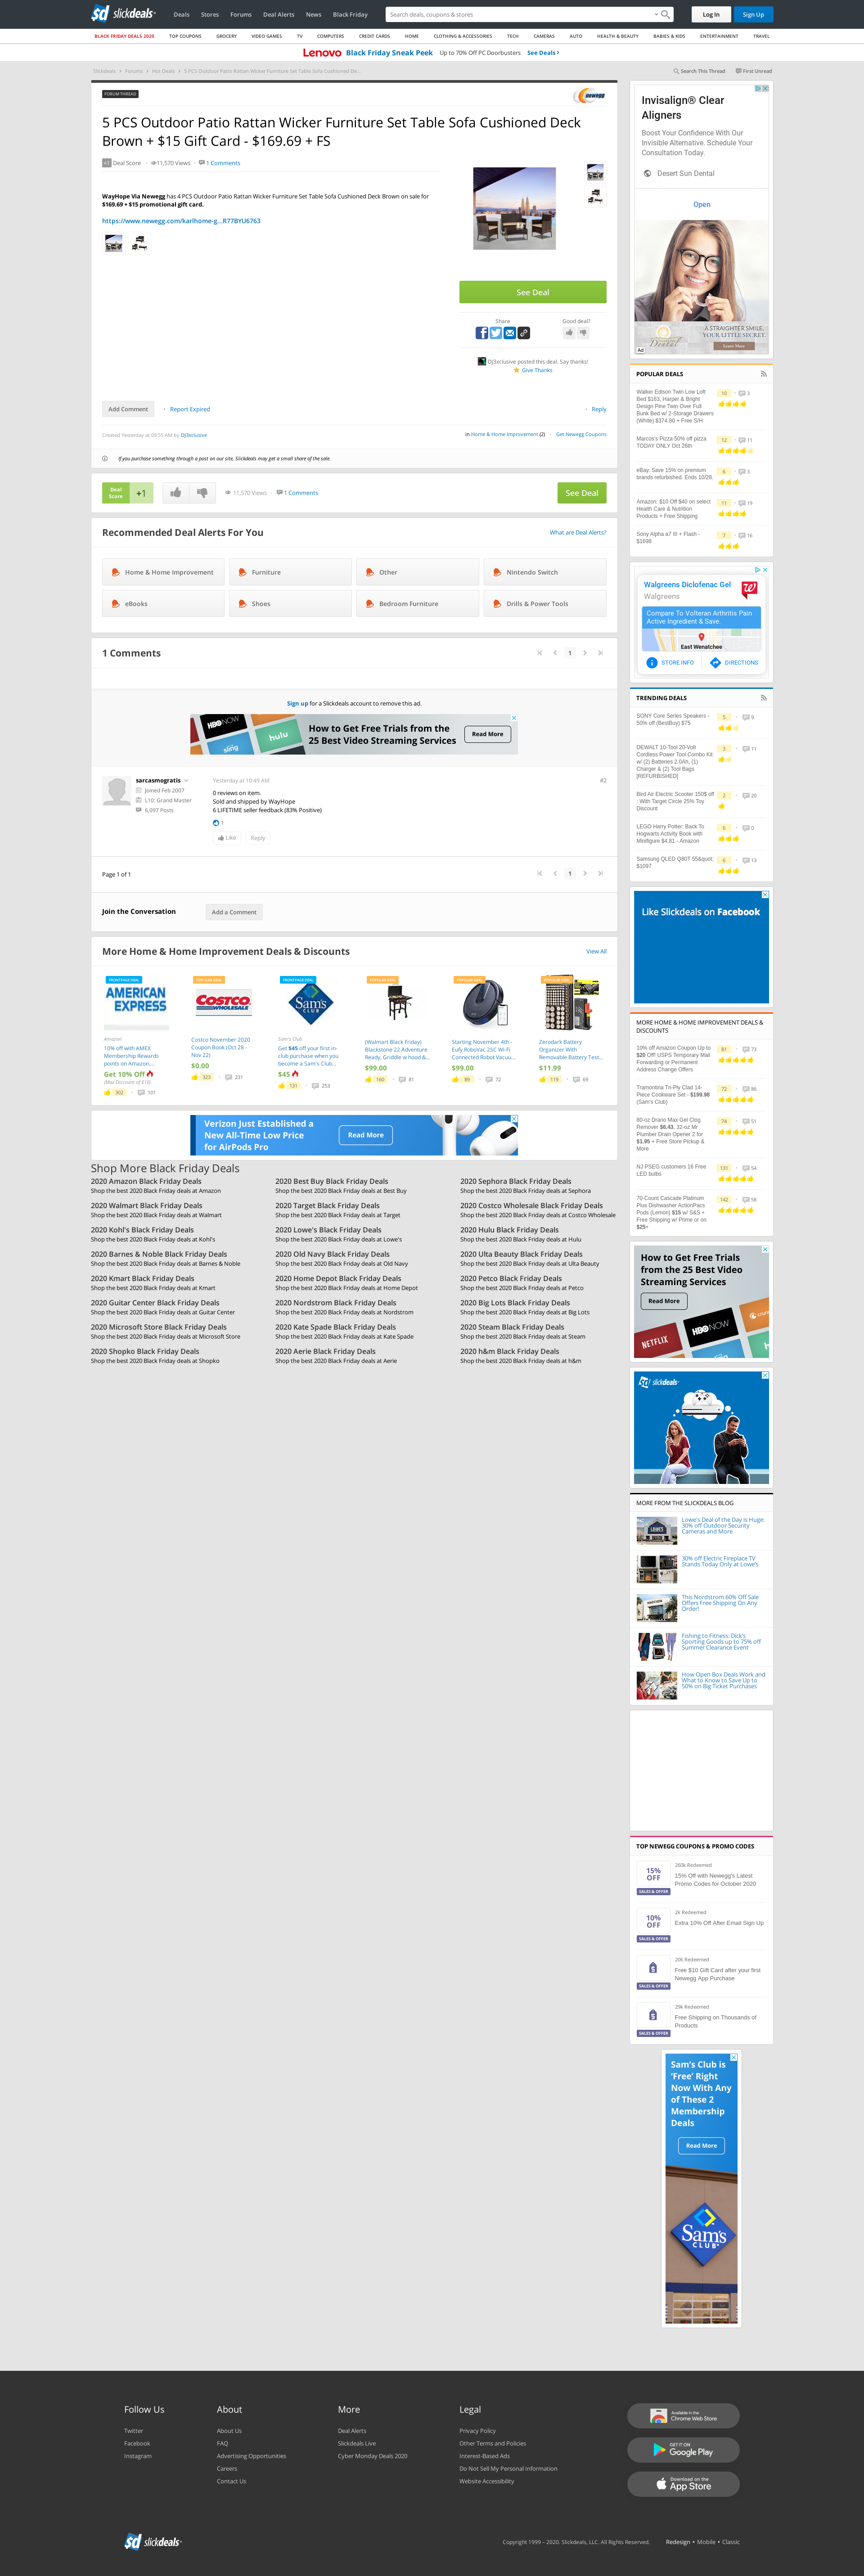 slickdeals
Deals Stores Forums Deal Alerts News Black Friday
Search deals, coupons & stores
Log In Sign Up
BLACK FRIDAY DEALS 2020 TOP COUPONS GROCERY VIDEO GAMES TV COMPUTERS CREDIT CARDS HOME CLOTHING & ACCESSORIES TECH CAMERAS AUTO HEALTH & BEAUTY BABIES & KIDS ENTERTAINMENT TRAVEL
Lenovo Black Friday Sneak Peek Up to 70% Off PC Doorbusters See Deals ›
Slickdeals › Forums › Hot Deals › 5 PCS Outdoor Patio Rattan Wicker Furniture Set Table Sofa Cushioned De...
Search This Thread First Unread
FORUM THREAD
newegg
5 PCS Outdoor Patio Rattan Wicker Furniture Set Table Sofa Cushioned Deck Brown + $15 Gift Card - $169.69 + FS
+1 Deal Score 11,570 Views 1 Comments
WayHope Via Newegg has 4 PCS Outdoor Patio Rattan Wicker Furniture Set Table Sofa Cushioned Deck Brown on sale for $169.69 + $15 promotional gift card.
https://www.newegg.com/karlhome-g...R77BYU6763
See Deal
Share Good deal?
DJ3xclusive posted this deal. Say thanks!
Give Thanks
Add Comment Report Expired Reply
Created Yesterday at 09:55 AM by DJ3xclusive
in Home & Home Improvement (2) Get Newegg Coupons
If you purchase something through a post on our site, Slickdeals may get a small share of the sale.
Deal Score +1 11,570 Views 1 Comments See Deal
Recommended Deal Alerts For You What are Deal Alerts?
Home & Home Improvement Furniture Other Nintendo Switch
eBooks Shoes Bedroom Furniture Drills & Power Tools
1 Comments 1
Sign up for a Slickdeals account to remove this ad.
HBO NOW sling hulu
How to Get Free Trials from the 25 Best Video Streaming Services Read More
sarcasmogratis
Joined Feb 2007
L10: Grand Master
6,097 Posts
Yesterday at 10:49 AM #2
0 reviews on item.
Sold and shipped by WayHope
6 LIFETIME seller feedback (83% Positive)
1
Like Reply
Page 1 of 1 1
Join the Conversation Add a Comment
More Home & Home Improvement Deals & Discounts View All
FRONTPAGE DEAL
AMERICAN EXPRESS
Amazon
10% off with AMEX Membership Rewards points on Amazon,...
Get 10% Off
(Max Discount of $15)
302 101
POPULAR DEAL
COSTCO WHOLESALE
Costco November 2020 Coupon Book (Oct 28 - Nov 22)
$0.00
323 231
FRONTPAGE DEAL
Sam's Club
Sam's Club
Get $45 off your first in-club purchase when you become a Sam's Club...
$45
131 253
POPULAR DEAL
(Walmart Black Friday) Blackstone 22 Adventure Ready, Griddle w hood &...
$99.00
160 81
POPULAR DEAL
Starting November 4th - Eufy RoboVac 25C Wi-Fi Connected Robot Vacuu...
$99.00
89 72
POPULAR DEAL
Zerodark Battery Organizer With Removable Battery Test...
$11.99
119 69
Verizon Just Established a New All-Time Low Price for AirPods Pro Read More
Shop More Black Friday Deals
2020 Amazon Black Friday Deals
Shop the best 2020 Black Friday deals at Amazon
2020 Best Buy Black Friday Deals
Shop the best 2020 Black Friday deals at Best Buy
2020 Sephora Black Friday Deals
Shop the best 2020 Black Friday deals at Sephora
2020 Walmart Black Friday Deals
Shop the best 2020 Black Friday deals at Walmart
2020 Target Black Friday Deals
Shop the best 2020 Black Friday deals at Target
2020 Costco Wholesale Black Friday Deals
Shop the best 2020 Black Friday deals at Costco Wholesale
2020 Kohl's Black Friday Deals
Shop the best 2020 Black Friday deals at Kohl's
2020 Lowe's Black Friday Deals
Shop the best 2020 Black Friday deals at Lowe's
2020 Hulu Black Friday Deals
Shop the best 2020 Black Friday deals at Hulu
2020 Barnes & Noble Black Friday Deals
Shop the best 2020 Black Friday deals at Barnes & Noble
2020 Old Navy Black Friday Deals
Shop the best 2020 Black Friday deals at Old Navy
2020 Ulta Beauty Black Friday Deals
Shop the best 2020 Black Friday deals at Ulta Beauty
2020 Kmart Black Friday Deals
Shop the best 2020 Black Friday deals at Kmart
2020 Home Depot Black Friday Deals
Shop the best 2020 Black Friday deals at Home Depot
2020 Petco Black Friday Deals
Shop the best 2020 Black Friday deals at Petco
2020 Guitar Center Black Friday Deals
Shop the best 2020 Black Friday deals at Guitar Center
2020 Nordstrom Black Friday Deals
Shop the best 2020 Black Friday deals at Nordstrom
2020 Big Lots Black Friday Deals
Shop the best 2020 Black Friday deals at Big Lots
2020 Microsoft Store Black Friday Deals
Shop the best 2020 Black Friday deals at Microsoft Store
2020 Kate Spade Black Friday Deals
Shop the best 2020 Black Friday deals at Kate Spade
2020 Steam Black Friday Deals
Shop the best 2020 Black Friday deals at Steam
2020 Shopko Black Friday Deals
Shop the best 2020 Black Friday deals at Shopko
2020 Aerie Black Friday Deals
Shop the best 2020 Black Friday deals at Aerie
2020 h&m Black Friday Deals
Shop the best 2020 Black Friday deals at h&m
Invisalign® Clear Aligners
Boost Your Confidence With Our Invisible Alternative. Schedule Your Consultation Today.
Desert Sun Dental
Open
Dental
A STRAIGHTER SMILE, YOUR LITTLE SECRET.
Learn More
Ad
POPULAR DEALS
Walker Edison Twin Low Loft Bed $163, Harper & Bright Design Pine Twin Over Full Bunk Bed w/ 2-Storage Drawers (White) $374.80 + Free S/H 10 3
Marcos's Pizza 50% off pizza TODAY ONLY Oct 26th 12 11
eBay. Save 15% on premium brands refurbished. Ends 10/28. 6 3
Amazon: $10 Off $40 on select Health Care & Nutrition Products + Free Shipping 11 19
Sony Alpha a7 III + Flash - $1698 7 16
Walgreens Diclofenac Gel
Walgreens
Compare To Volteran Arthritis Pain Active Ingredient & Save.
East Wenatchee
STORE INFO DIRECTIONS
TRENDING DEALS
SONY Core Series Speakers - 50% off (BestBuy) $75 5 9
DEWALT 10-Tool 20-Volt Cordless Power Tool Combo Kit w/ (2) Batteries 2.0Ah, (1) Charger & (2) Tool Bags [REFURBISHED] 3 11
Bird Air Electric Scooter 150$ off : With Target Circle 25% Toy Discount 2 20
LEGO Harry Potter: Back To Hogwarts Activity Book with Minifigure $4.81 - Amazon 6 0
Samsung QLED Q90T 55&quot; $1097 6 13
Like Slickdeals on Facebook
MORE HOME & HOME IMPROVEMENT DEALS & DISCOUNTS
10% off Amazon Coupon Up to $20 Off! USPS Temporary Mail Forwarding or Permanent Address Change Offers 81 73
Tramontina Tri-Ply Clad 14-Piece Cookware Set - $199.98 (Sam's Club) 72 86
80-oz Drano Max Gel Clog Remover $6.43, 32-oz Mr Plumber Drain Opener 2 for $1.95 + Free Store Pickup & More 74 51
NJ PSEG customers 16 Free LED bulbs 131 54
70-Count Cascade Platinum Plus Dishwasher ActionPacs Pods (Lemon) $15 w/ S&S + Free Shipping w/ Prime or on $25+ 142 58
How to Get Free Trials from the 25 Best Video Streaming Services
Read More
NETFLIX HBO NOW
slickdeals
MORE FROM THE SLICKDEALS BLOG
Lowe's Deal of the Day is Huge: 30% off Outdoor Security Cameras and More
30% off Electric Fireplace TV Stands Today Only at Lowe's
This Nordstrom 60% Off Sale Offers Free Shipping On Any Order!
Fishing to Fitness: Dick's Sporting Goods up to 75% off Summer Clearance Event
How Open Box Deals Work and What to Know to Save Up to 50% on Big Ticket Purchases
TOP NEWEGG COUPONS & PROMO CODES
15% OFF SALES & OFFER
260k Redeemed
15% Off with Newegg's Latest Promo Codes for October 2020
10% OFF SALES & OFFER
2k Redeemed
Extra 10% Off After Email Sign Up
SALES & OFFER
206 Redeemed
Free $10 Gift Card after your first Newegg App Purchase
SALES & OFFER
29k Redeemed
Free Shipping on Thousands of Products
Sam's Club is 'Free' Right Now With Any of These 2 Membership Deals
Read More
Sam's CLUB
Follow Us
Twitter
Facebook
Instagram
About
About Us
FAQ
Advertising Opportunities
Careers
Contact Us
More
Deal Alerts
Slickdeals Live
Cyber Monday Deals 2020
Legal
Privacy Policy
Other Terms and Policies
Interest-Based Ads
Do Not Sell My Personal Information
Website Accessibility
Available in the Chrome Web Store
GET IT ON Google Play
Download on the App Store
slickdeals
Copyright 1999 – 2020. Slickdeals, LLC. All Rights Reserved. Redesign • Mobile • Classic